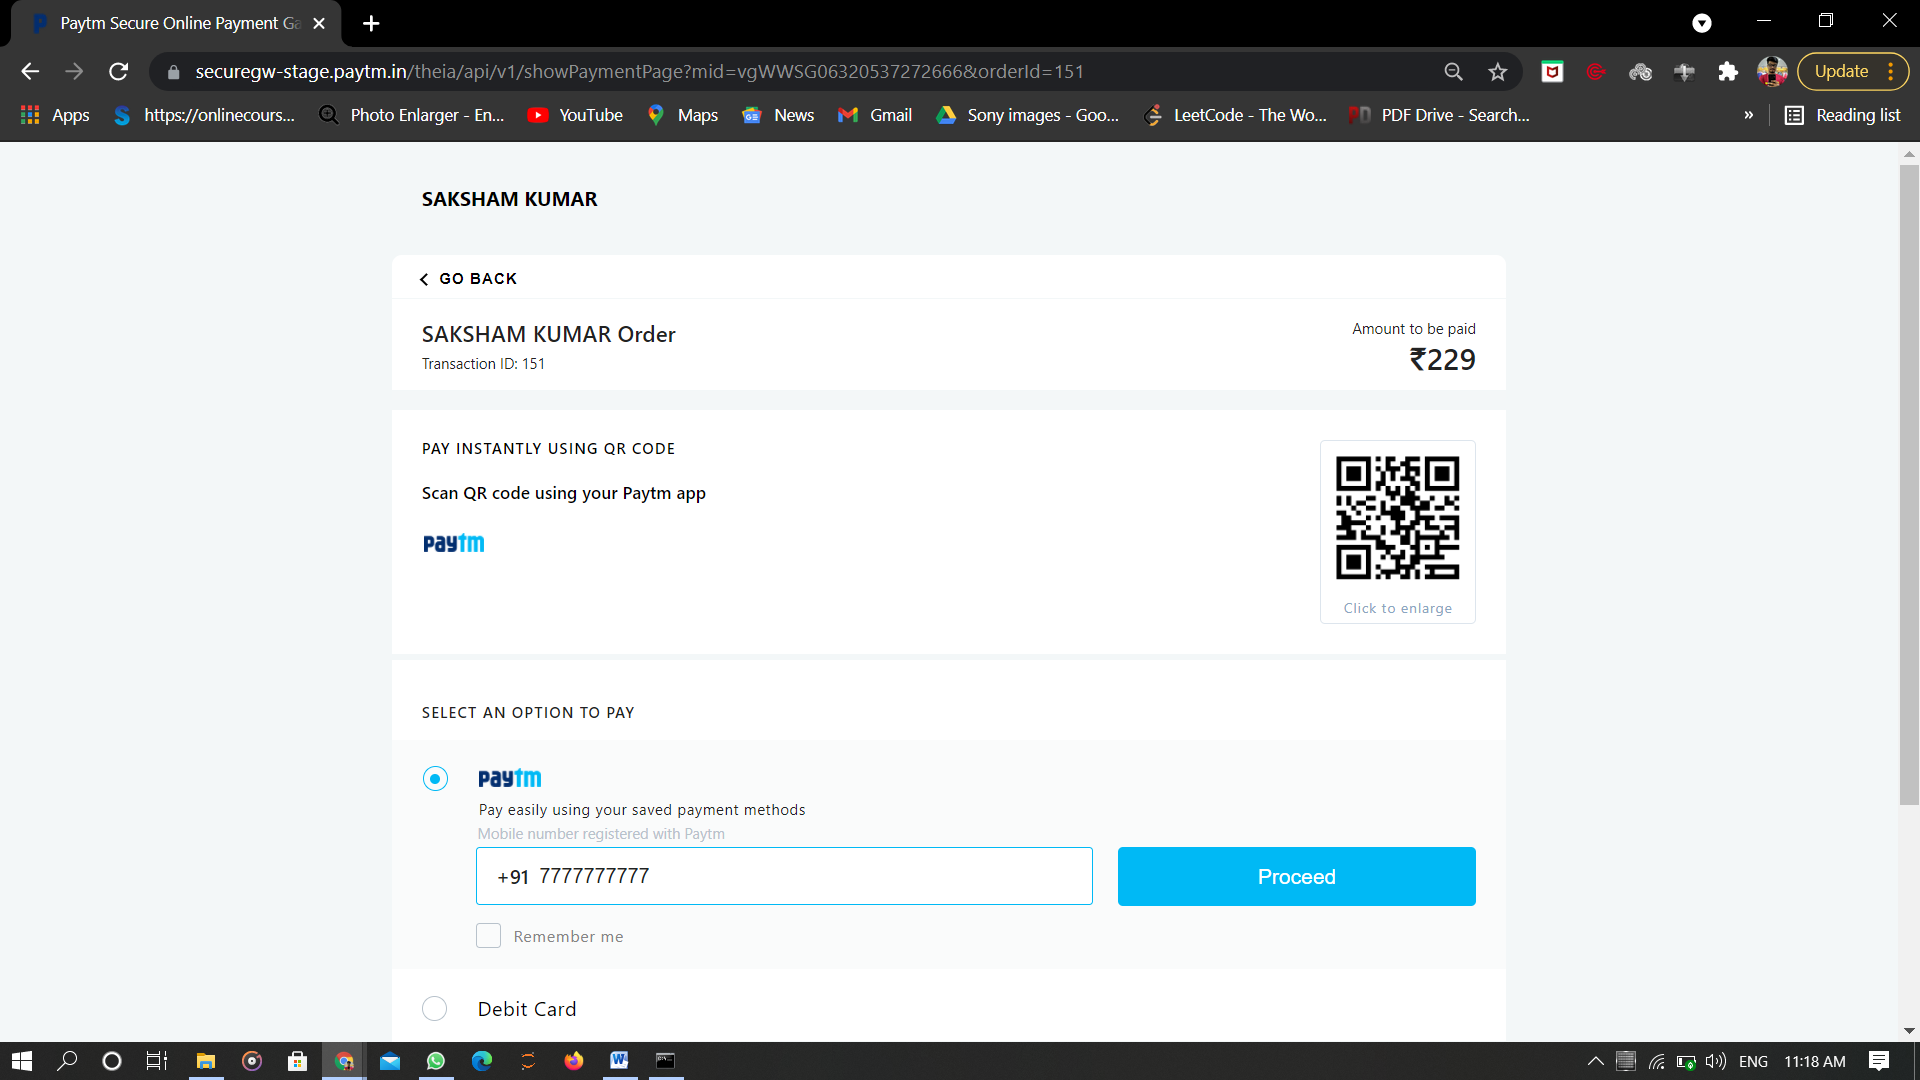 Paytm Secure Online Payment Ga
securegw-stage.paytm.in/theia/api/v1/showPaymentPage?mid=vgWWSG06320537272666&orderId=151
Update
Apps
https://onlinecours...
Photo Enlarger - En...
YouTube
Maps
News
Gmail
Sony images - Goo...
LeetCode - The Wo...
PDF Drive - Search...
»
Reading list
SAKSHAM KUMAR
GO BACK
SAKSHAM KUMAR Order
Transaction ID: 151
Amount to be paid
₹229
PAY INSTANTLY USING QR CODE
Scan QR code using your Paytm app
paytm
Click to enlarge
SELECT AN OPTION TO PAY
paytm
Pay easily using your saved payment methods
Mobile number registered with Paytm
+91 7777777777
Proceed
Remember me
Debit Card
ENG
11:18 AM